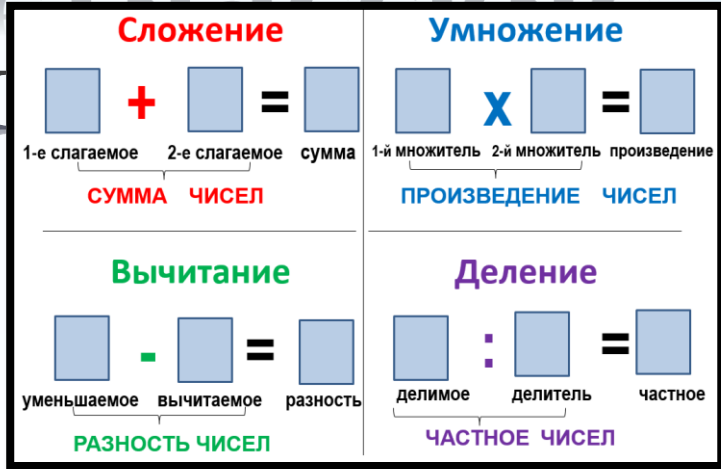 Сложение
+ =
1-е слагаемое 2-е слагаемое сумма
СУММА ЧИСЕЛ
Умножение
x =
1-й множитель 2-й множитель произведение
ПРОИЗВЕДЕНИЕ ЧИСЕЛ
Вычитание
- =
уменьшаемое вычитаемое разность
РАЗНОСТЬ ЧИСЕЛ
Деление
: =
делимое делитель частное
ЧАСТНОЕ ЧИСЕЛ